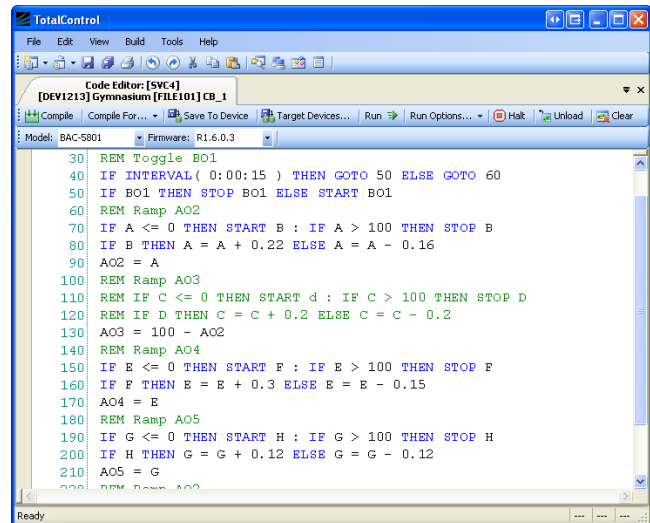 TotalControl
File Edit View Build Tools Help
Code Editor: [SVC4]
[DEV1213] Gymnasium [FILE101] CB_1
Compile Compile For... Save To Device Target Devices... Run Run Options... Halt Unload Clear
Model: BAC-5801 Firmware: R1.6.0.3
30 REM Toggle BO1
40 IF INTERVAL( 0:00:15 ) THEN GOTO 50 ELSE GOTO 60
50 IF BO1 THEN STOP BO1 ELSE START BO1
60 REM Ramp AO2
70 IF A <= 0 THEN START B : IF A > 100 THEN STOP B
80 IF B THEN A = A + 0.22 ELSE A = A - 0.16
90 AO2 = A
100 REM Ramp AO3
110 REM IF C <= 0 THEN START d : IF C > 100 THEN STOP D
120 REM IF D THEN C = C + 0.2 ELSE C = C - 0.2
130 AO3 = 100 - AO2
140 REM Ramp AO4
150 IF E <= 0 THEN START F : IF E > 100 THEN STOP F
160 IF F THEN E = E + 0.3 ELSE E = E - 0.15
170 AO4 = E
180 REM Ramp AO5
190 IF G <= 0 THEN START H : IF G > 100 THEN STOP H
200 IF H THEN G = G + 0.12 ELSE G = G - 0.12
210 AO5 = G
220 REM Ramp
Ready --- --- ---